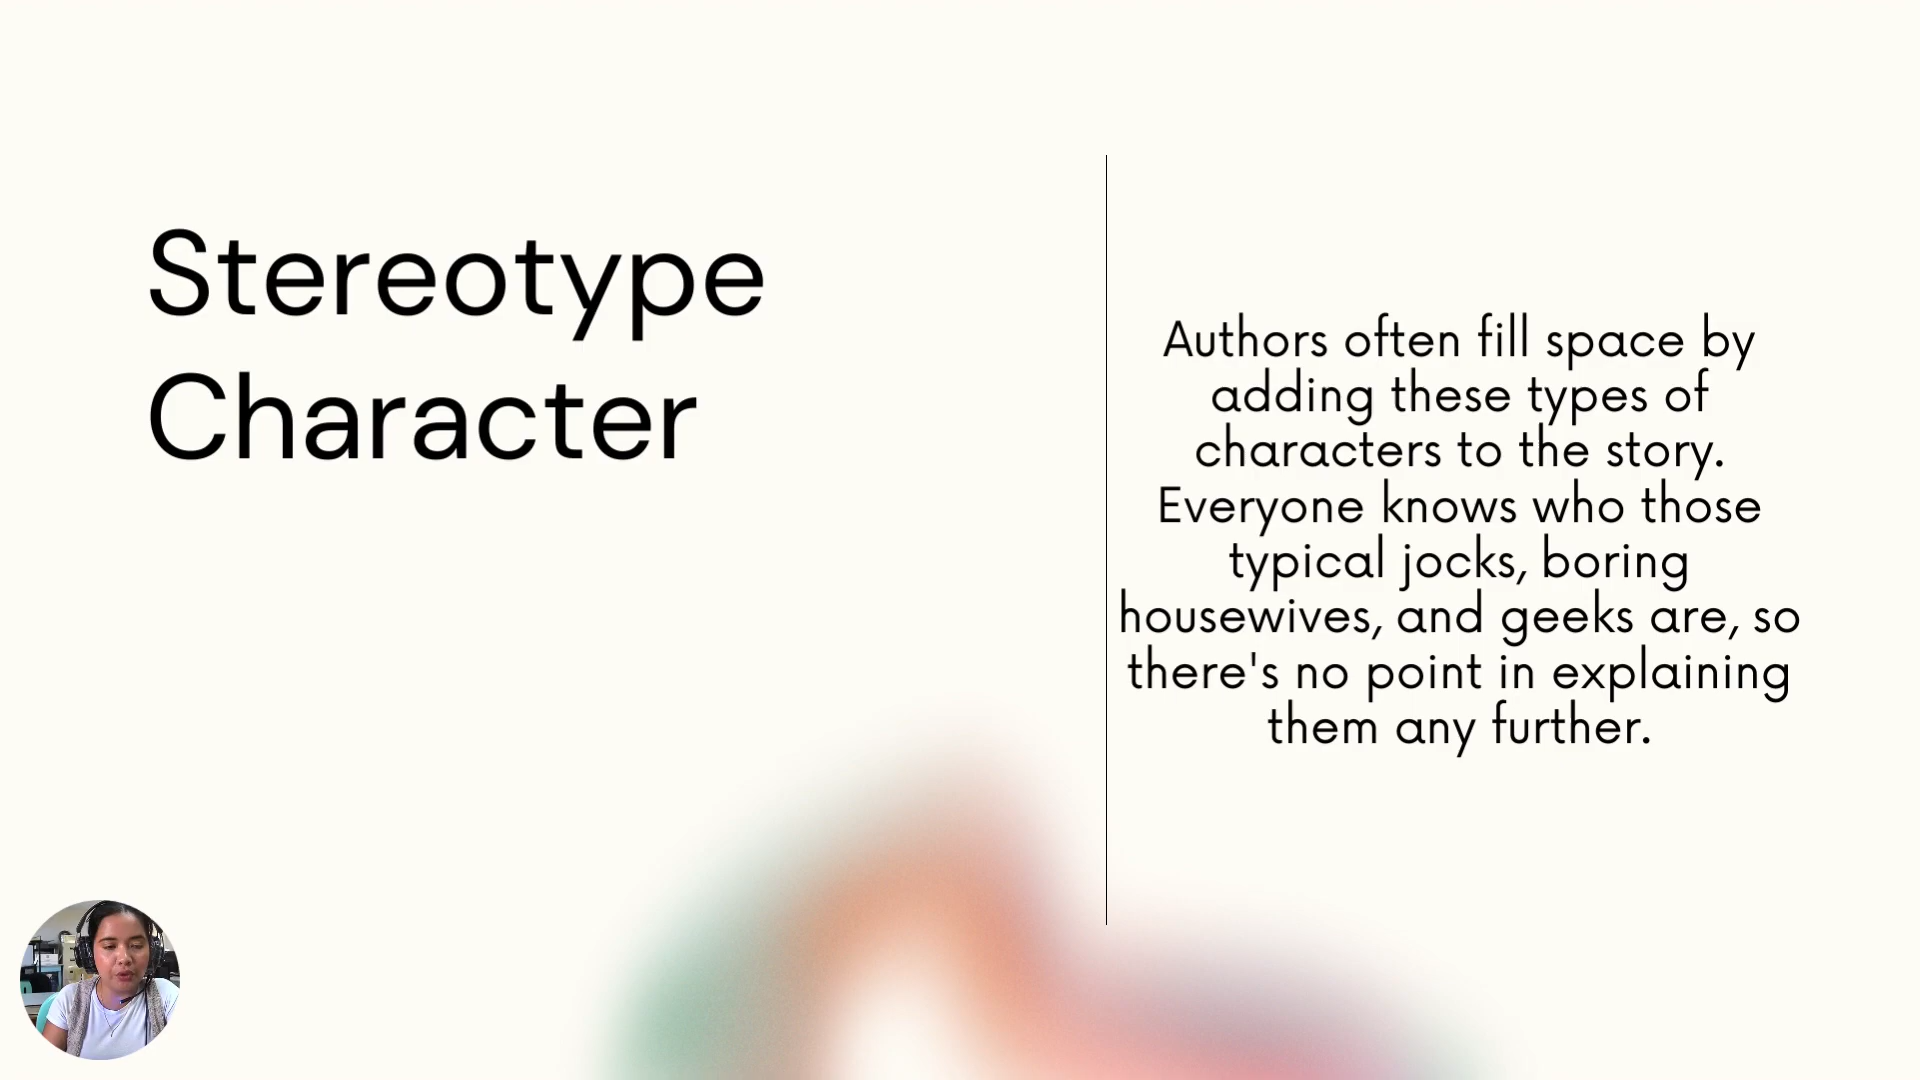 Stereotype
Character
Authors often fill space by
adding these types of
characters to the story.
Everyone knows who those
typical jocks, boring
housewives, and geeks are, so
there's no point in explaining
them any further.